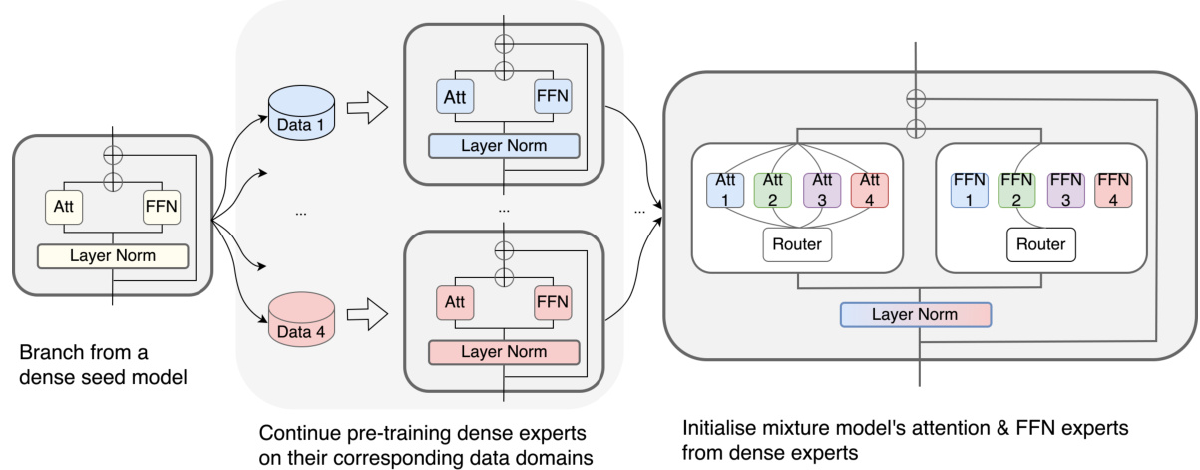 Att
FFN
Layer Norm
Branch from a
dense seed model
Data 1
...
Data 4
Att
FFN
Layer Norm
...
Att
FFN
Layer Norm
Continue pre-training dense experts
on their corresponding data domains
...
Att
1
Att
2
Att
3
Att
4
Router
FFN
1
FFN
2
FFN
3
FFN
4
Router
Layer Norm
Initialise mixture model's attention & FFN experts
from dense experts